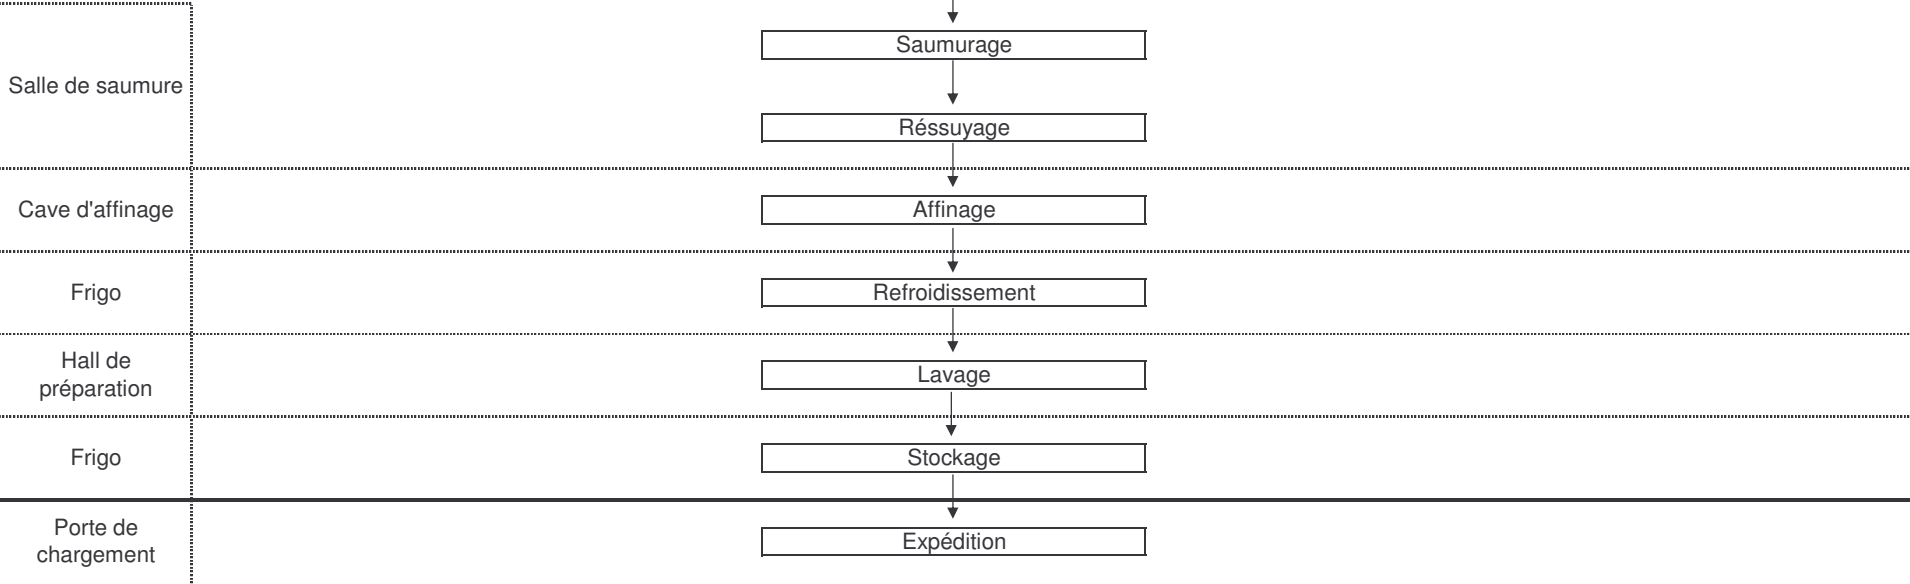 Saumurage
Salle de saumure
Réssuyage
Cave d'affinage
Affinage
Frigo
Refroidissement
Hall de
préparation
Lavage
Frigo
Stockage
Porte de
chargement
Expédition